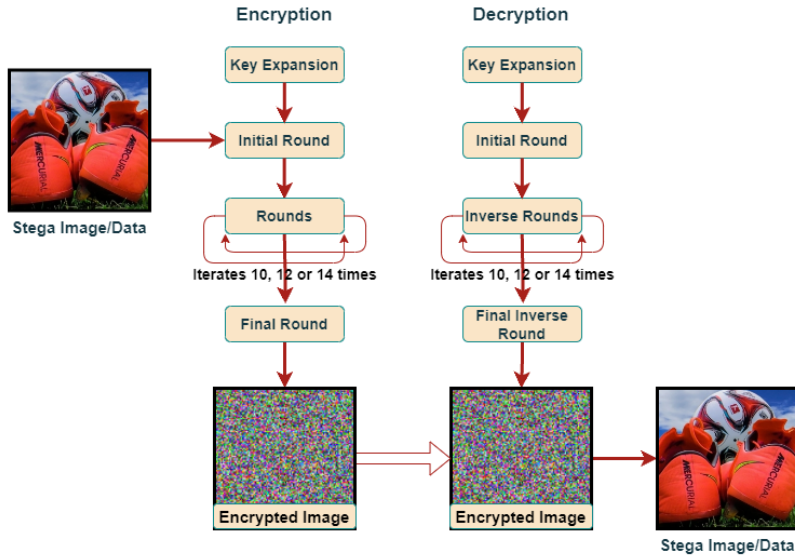 Encryption
Decryption
Key Expansion
Key Expansion
Initial Round
Initial Round
MERCURIAL
MERCURIAL
Stega Image/Data
Rounds
Inverse Rounds
Iterates 10, 12 or 14 times
Iterates 10, 12 or 14 times
Final Round
Final Inverse
Round
Encrypted Image
Encrypted Image
MERCURIAL
MERCURIAL
Stega Image/Data